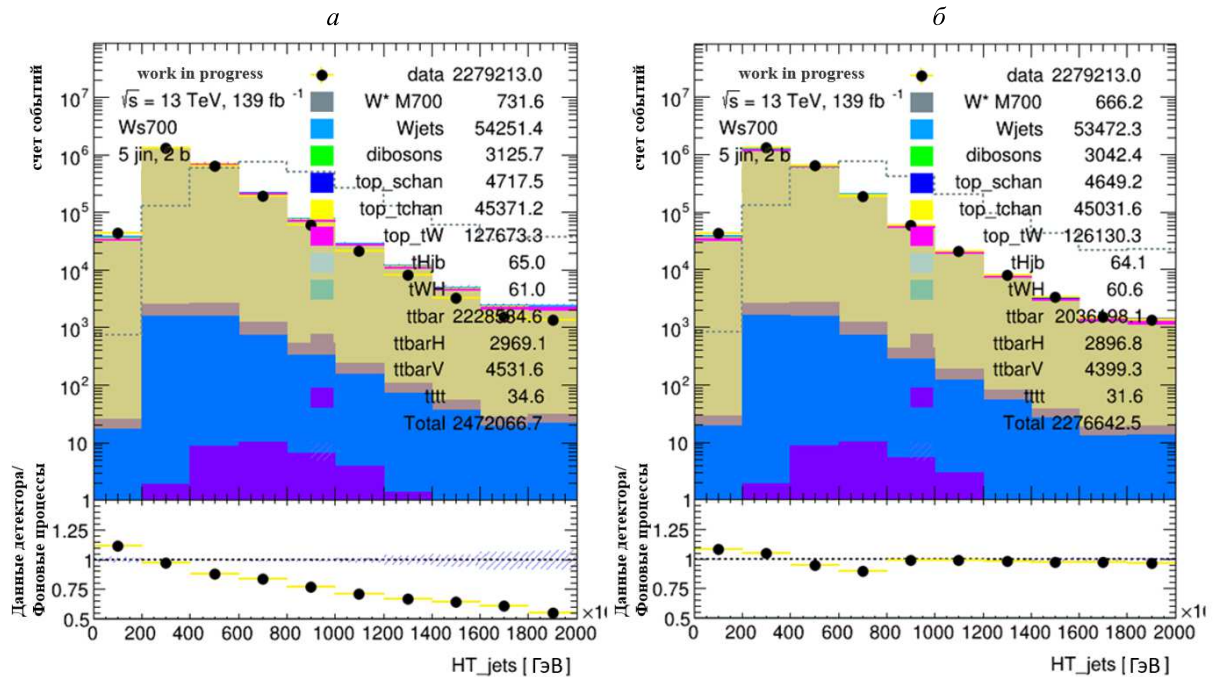 а
счет событий
10⁷
10⁶
10⁵
10⁴
10³
10²
10
1
work in progress
√s = 13 TeV, 139 fb ⁻¹
Ws700
5 jin, 2 b
data 2279213.0
W* M700 731.6
Wjets 54251.4
dibosons 3125.7
top_schan 4717.5
top_tchan 45371.2
top_tW 127673.3
tHjb 65.0
tWH 61.0
ttbar 2228534.6
ttbarH 2969.1
ttbarV 4531.6
tttt 34.6
Total 2472066.7
Данные детектора/
Фоновые процессы
1
1.25
1
0.75
0.5
0 200 400 600 800 1000 1200 1400 1600 1800 2000
HT_jets [ГэВ]
б
счет событий
10⁷
10⁶
10⁵
10⁴
10³
10²
10
1
work in progress
√s = 13 TeV, 139 fb ⁻¹
Ws700
5 jin, 2 b
data 2279213.0
W* M700 666.2
Wjets 53472.3
dibosons 3042.4
top_schan 4649.2
top_tchan 45031.6
top_tW 126130.3
tHjb 64.1
tWH 60.6
ttbar
ttbarH 2896.8
ttbarV 4399.3
tttt 31.6
Total 2276642.5
Данные детектора/
Фоновые процессы
1
1.25
1
0.75
0.5
0 200 400 600 800 1000 1200 1400 1600 1800 2000
HT_jets [ГэВ]